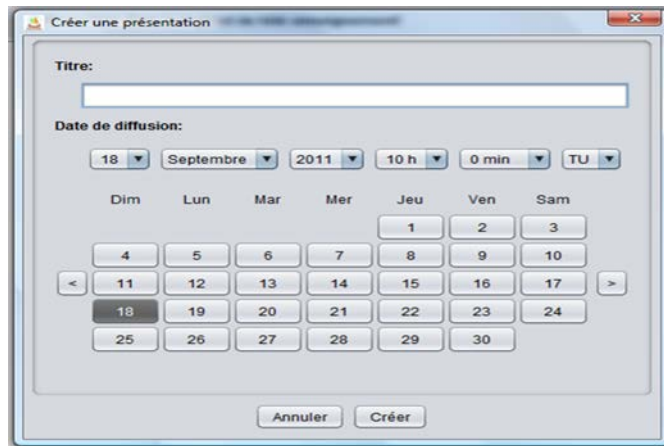 Créer une présentation
Titre:
Date de diffusion:
18 Septembre 2011 10 h 0 min TU
Dim Lun Mar Mer Jeu Ven Sam
1 2 3
4 5 6 7 8 9 10
< 11 12 13 14 15 16 17 >
18 19 20 21 22 23 24
25 26 27 28 29 30
Annuler Créer